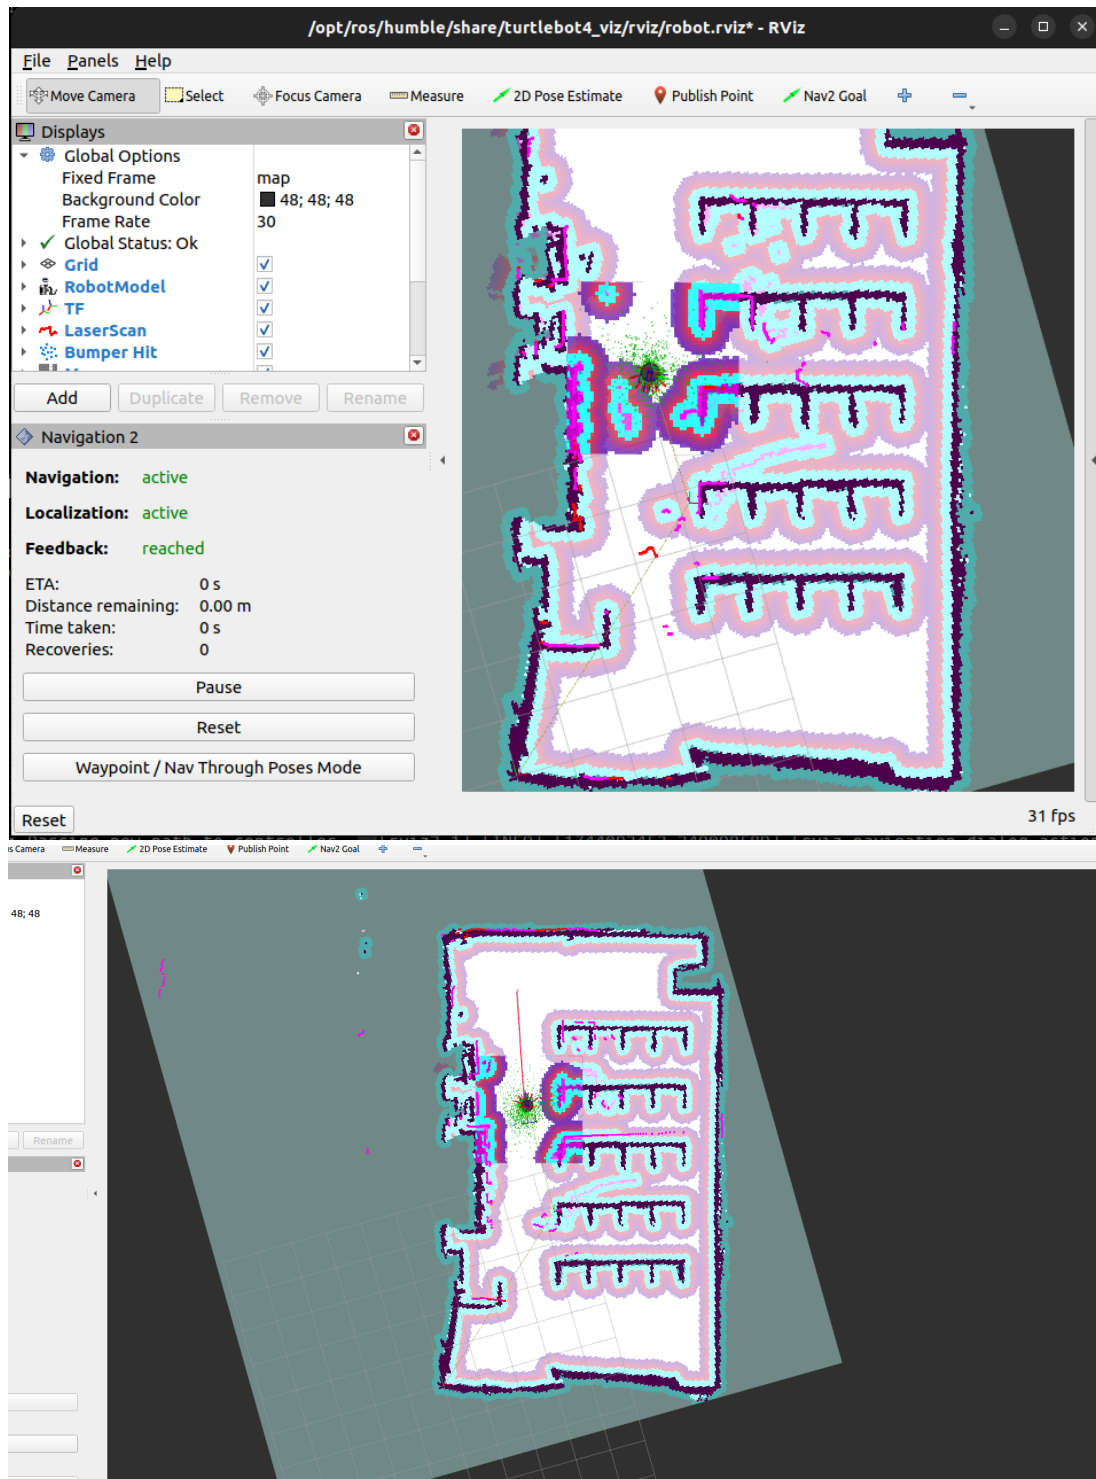 /opt/ros/humble/share/turtlebot4_viz/rviz/robot.rviz* - RViz
File Panels Help
Move Camera Select Focus Camera Measure 2D Pose Estimate Publish Point Nav2 Goal
Displays
Global Options
Fixed Frame map
Background Color 48; 48; 48
Frame Rate 30
Global Status: Ok
Grid
RobotModel
TF
LaserScan
Bumper Hit
Add Duplicate Remove Rename
Navigation 2
Navigation: active
Localization: active
Feedback: reached
ETA: 0 s
Distance remaining: 0.00 m
Time taken: 0 s
Recoveries: 0
Pause
Reset
Waypoint / Nav Through Poses Mode
Reset
31 fps
Camera Measure 2D Pose Estimate Publish Point Nav2 Goal
48; 48
Rename